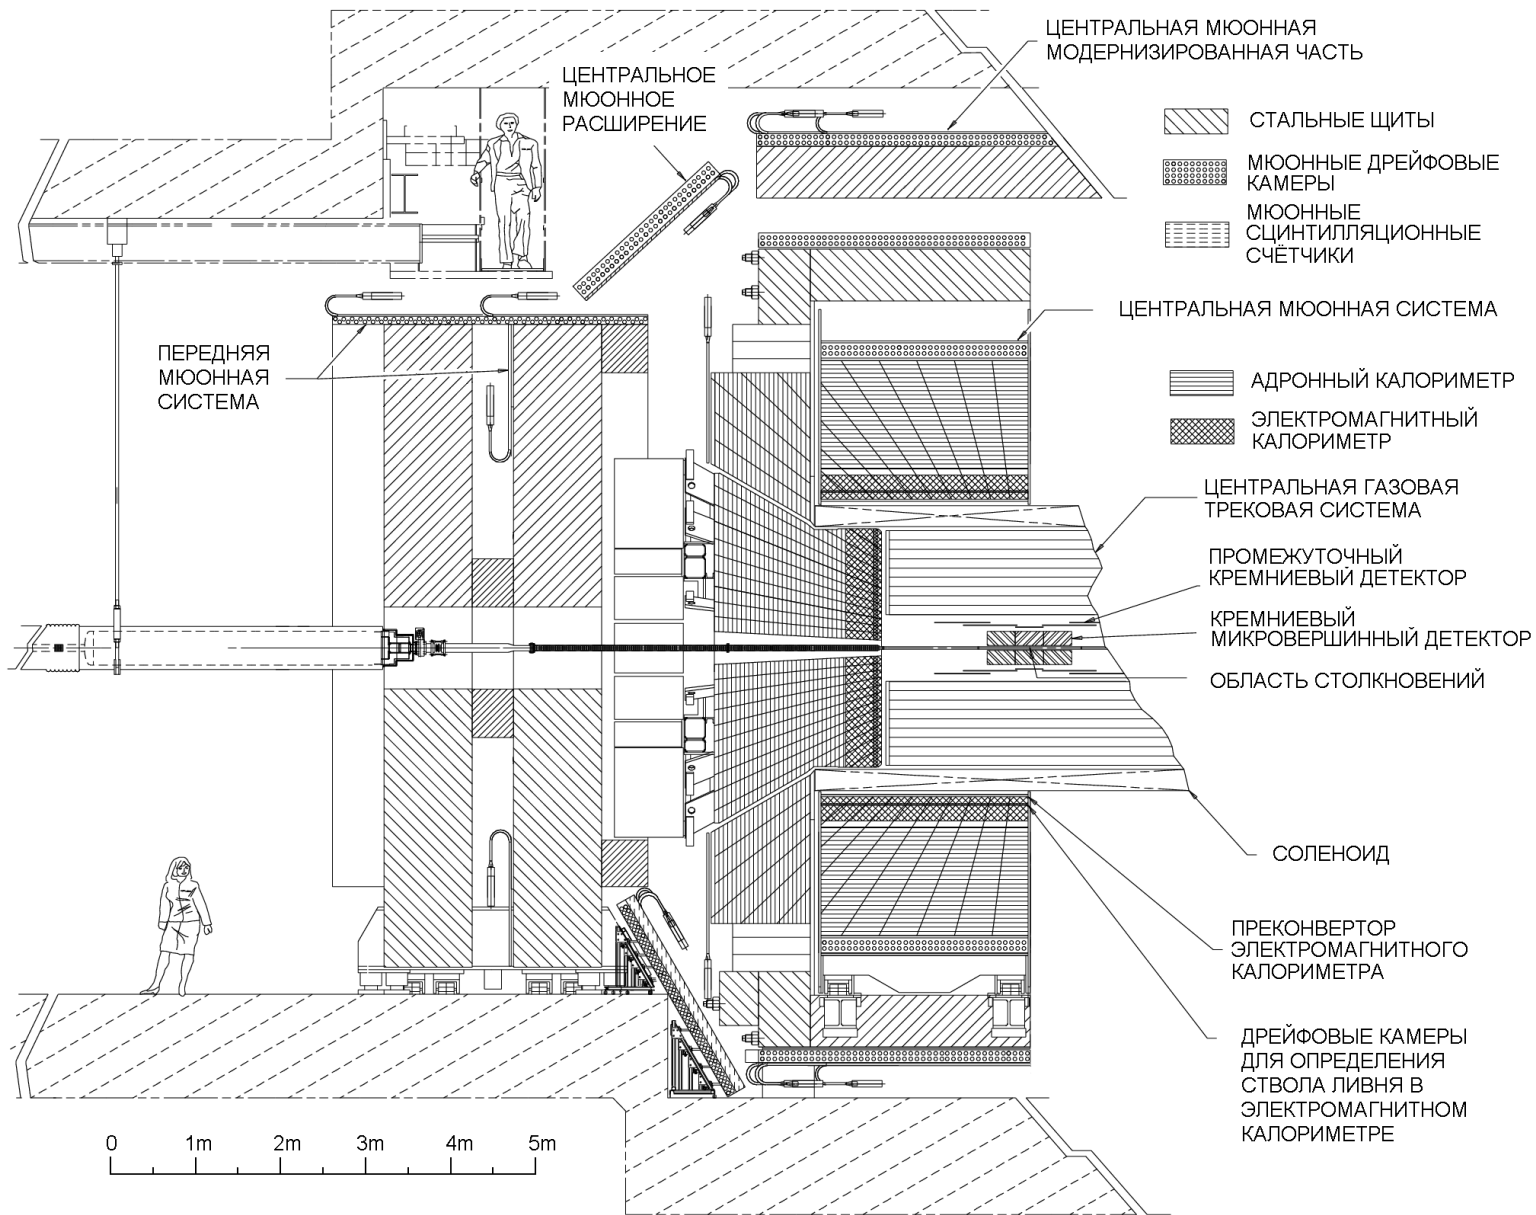 ЦЕНТРАЛЬНАЯ МЮОННАЯ
МОДЕРНИЗИРОВАННАЯ ЧАСТЬ
ЦЕНТРАЛЬНОЕ
МЮОННОЕ
РАСШИРЕНИЕ
СТАЛЬНЫЕ ЩИТЫ
МЮОННЫЕ ДРЕЙФОВЫЕ
КАМЕРЫ
МЮОННЫЕ
СЦИНТИЛЛЯЦИОННЫЕ
СЧЁТЧИКИ
ЦЕНТРАЛЬНАЯ МЮОННАЯ СИСТЕМА
ПЕРЕДНЯЯ
МЮОННАЯ
СИСТЕМА
АДРОННЫЙ КАЛОРИМЕТР
ЭЛЕКТРОМАГНИТНЫЙ
КАЛОРИМЕТР
ЦЕНТРАЛЬНАЯ ГАЗОВАЯ
ТРЕКОВАЯ СИСТЕМА
ПРОМЕЖУТОЧНЫЙ
КРЕМНИЕВЫЙ ДЕТЕКТОР
КРЕМНИЕВЫЙ
МИКРОВЕРШИННЫЙ ДЕТЕКТОР
ОБЛАСТЬ СТОЛКНОВЕНИЙ
СОЛЕНОИД
ПРЕКОНВЕРТОР
ЭЛЕКТРОМАГНИТНОГО
КАЛОРИМЕТРА
ДРЕЙФОВЫЕ КАМЕРЫ
ДЛЯ ОПРЕДЕЛЕНИЯ
СТВОЛА ЛИВНЯ В
ЭЛЕКТРОМАГНИТНОМ
КАЛОРИМЕТРЕ
0 1m 2m 3m 4m 5m